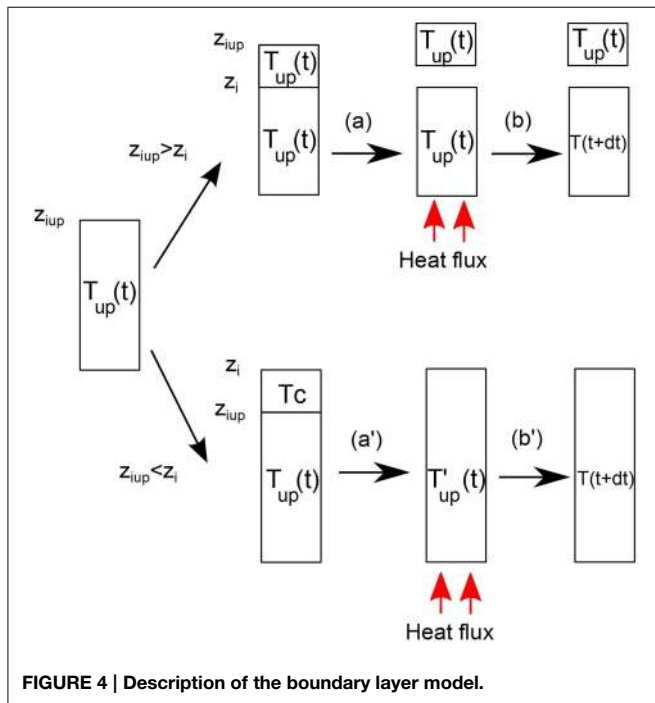 z_iup
z_i
T_up(t)
T_up(t)
(a)
T_up(t)
T_up(t)
(b)
T_up(t)
T(t+dt)
Heat flux
z_iup>z_i
z_iup
T_up(t)
z_iup<z_i
z_i
z_iup
Tc
T_up(t)
(a')
T'_up(t)
(b')
T(t+dt)
Heat flux
FIGURE 4 | Description of the boundary layer model.